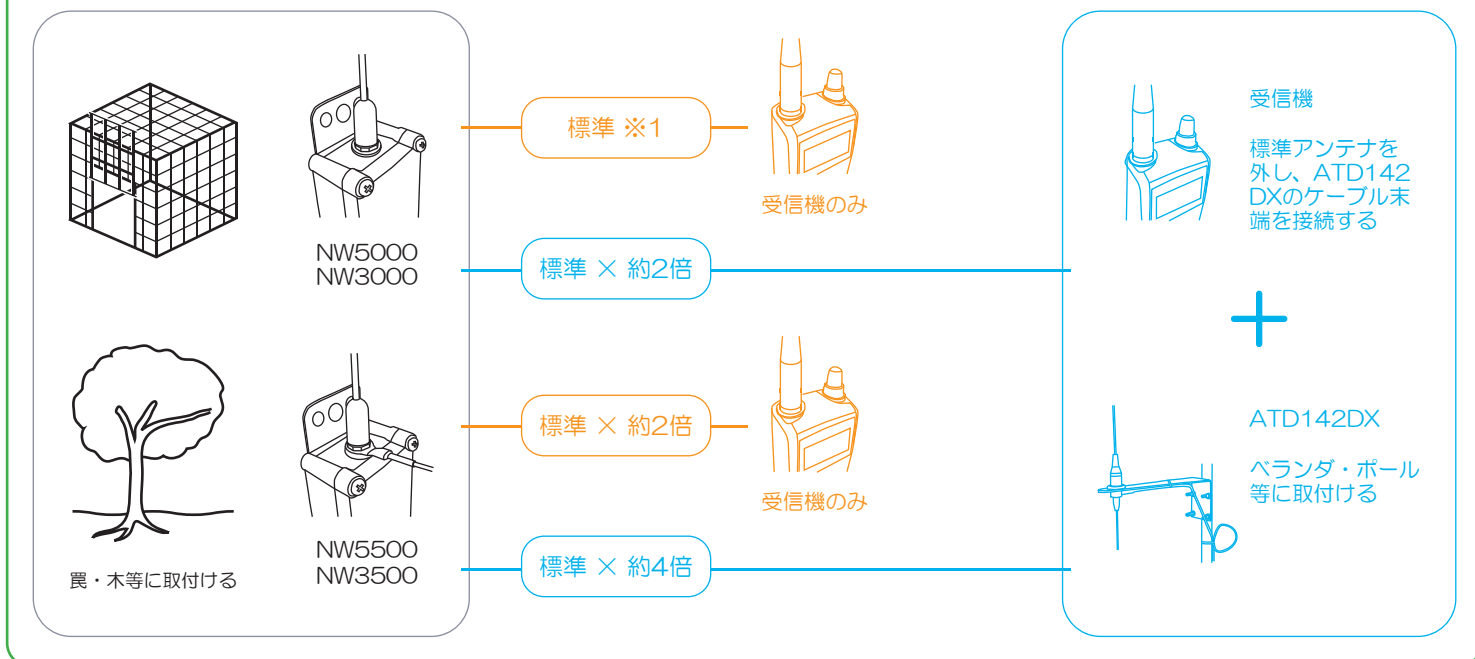 標準 ※1
受信機のみ
NW5000
NW3000
標準 × 約2倍
標準 × 約2倍
受信機のみ
NW5500
NW3500
標準 × 約4倍
罠・木等に取付ける
受信機
標準アンテナを
外し、ATD142
DXのケーブル末
端を接続する
ATD142DX
ベランダ・ポール
等に取付ける